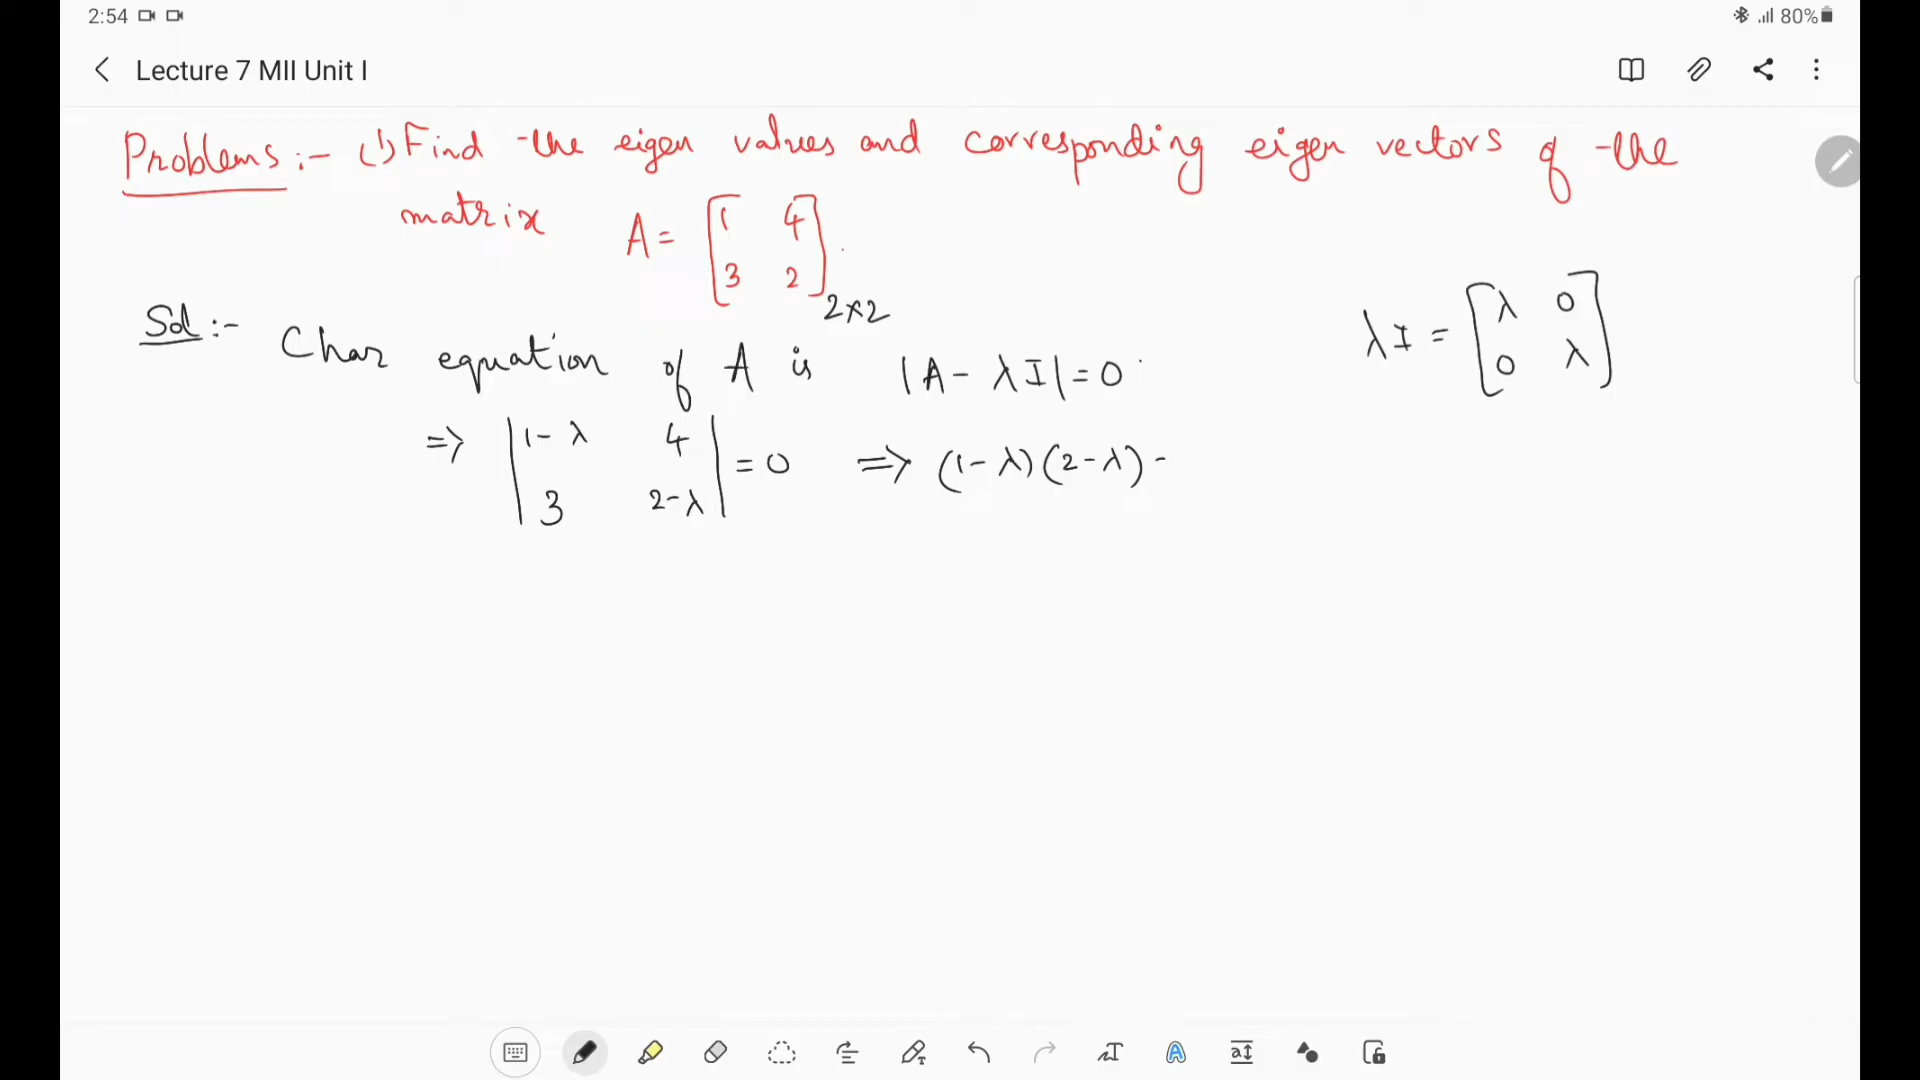 2:54 80%
Lecture 7 MII Unit I
Problems :- (1) Find the eigen values and corresponding eigen vectors of the
matrix A = [1 4
3 2]2×2.
Sol :- Char equation of A is |A - λI| = 0.
λI = [λ 0
0 λ]
=> |1-λ 4
3 2-λ| = 0 => (1-λ)(2-λ) -